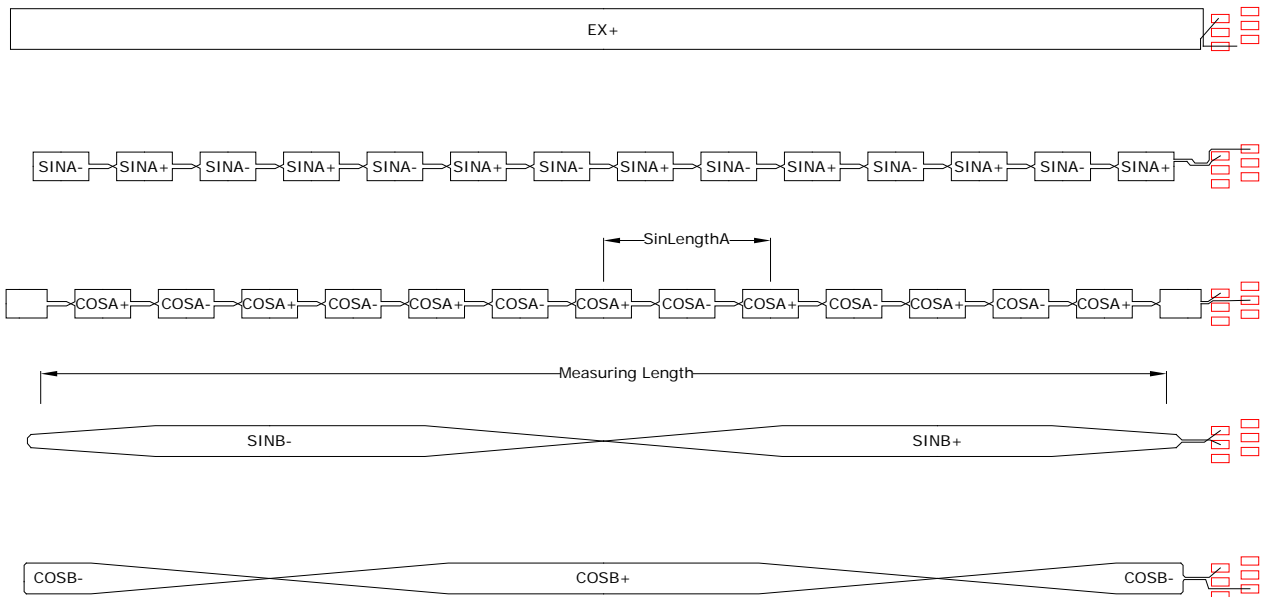 EX+
SINA- SINA+ SINA- SINA+ SINA- SINA+ SINA- SINA+ SINA- SINA+ SINA- SINA+ SINA- SINA+
SinLengthA
COSA+ COSA- COSA+ COSA- COSA+ COSA- COSA+ COSA- COSA+ COSA- COSA+ COSA- COSA+
Measuring Length
SINB- SINB+
COSB- COSB+ COSB-